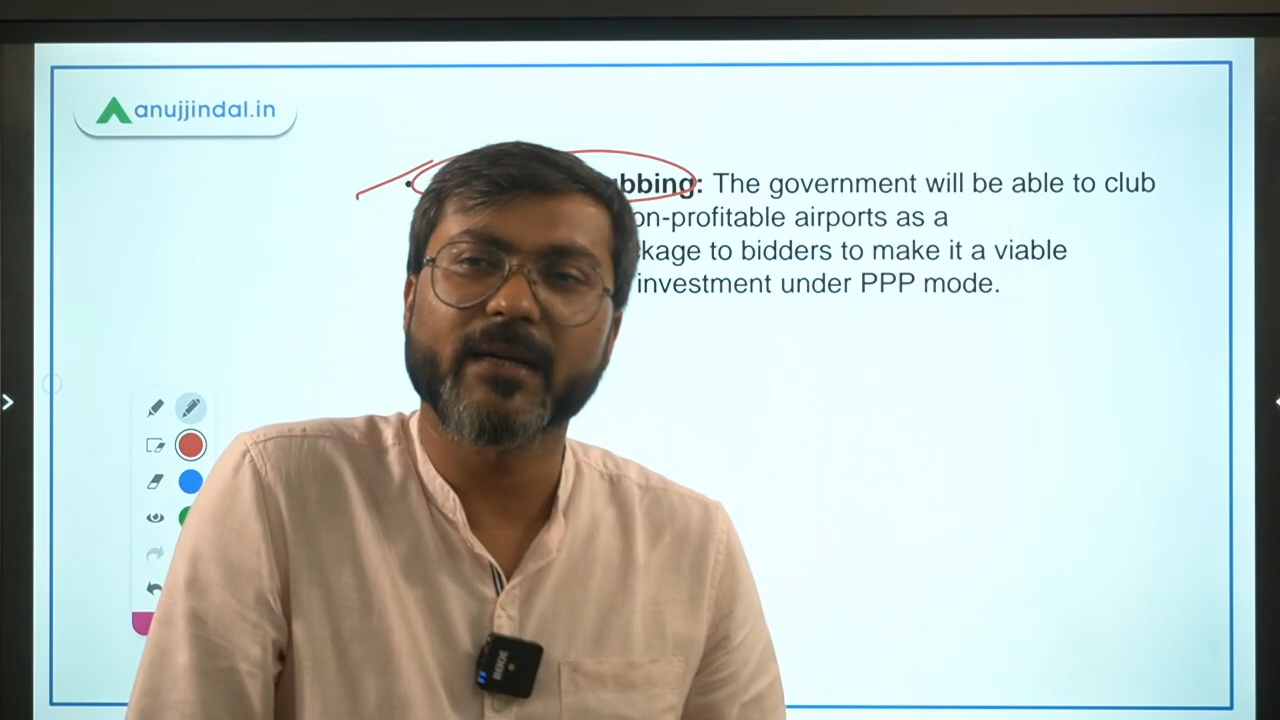 anujjindal.in
bbing: The government will be able to club
on-profitable airports as a
kage to bidders to make it a viable
investment under PPP mode.